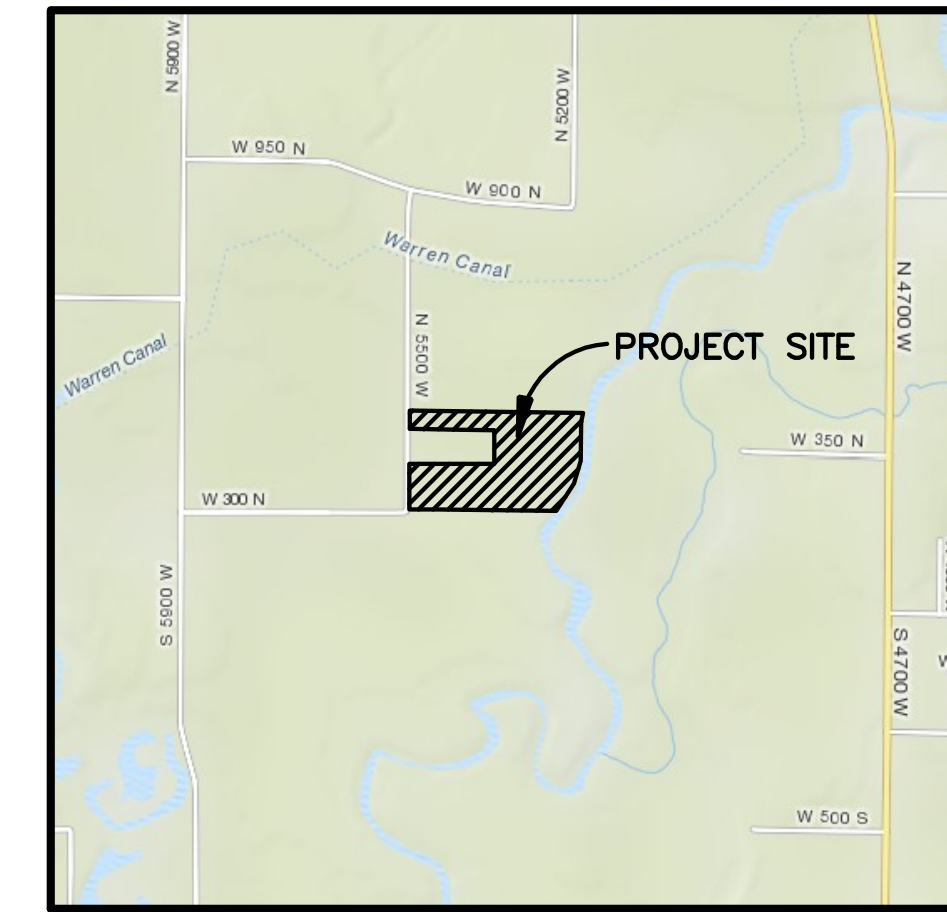 N 5900 W
N 5200 W
W 950 N
W 900 N
Warren Canal
N 4700 W
N 5500 W
PROJECT SITE
Warren Canal
W 350 N
W 300 N
S 5900 W
S 4700 W
W 500 S